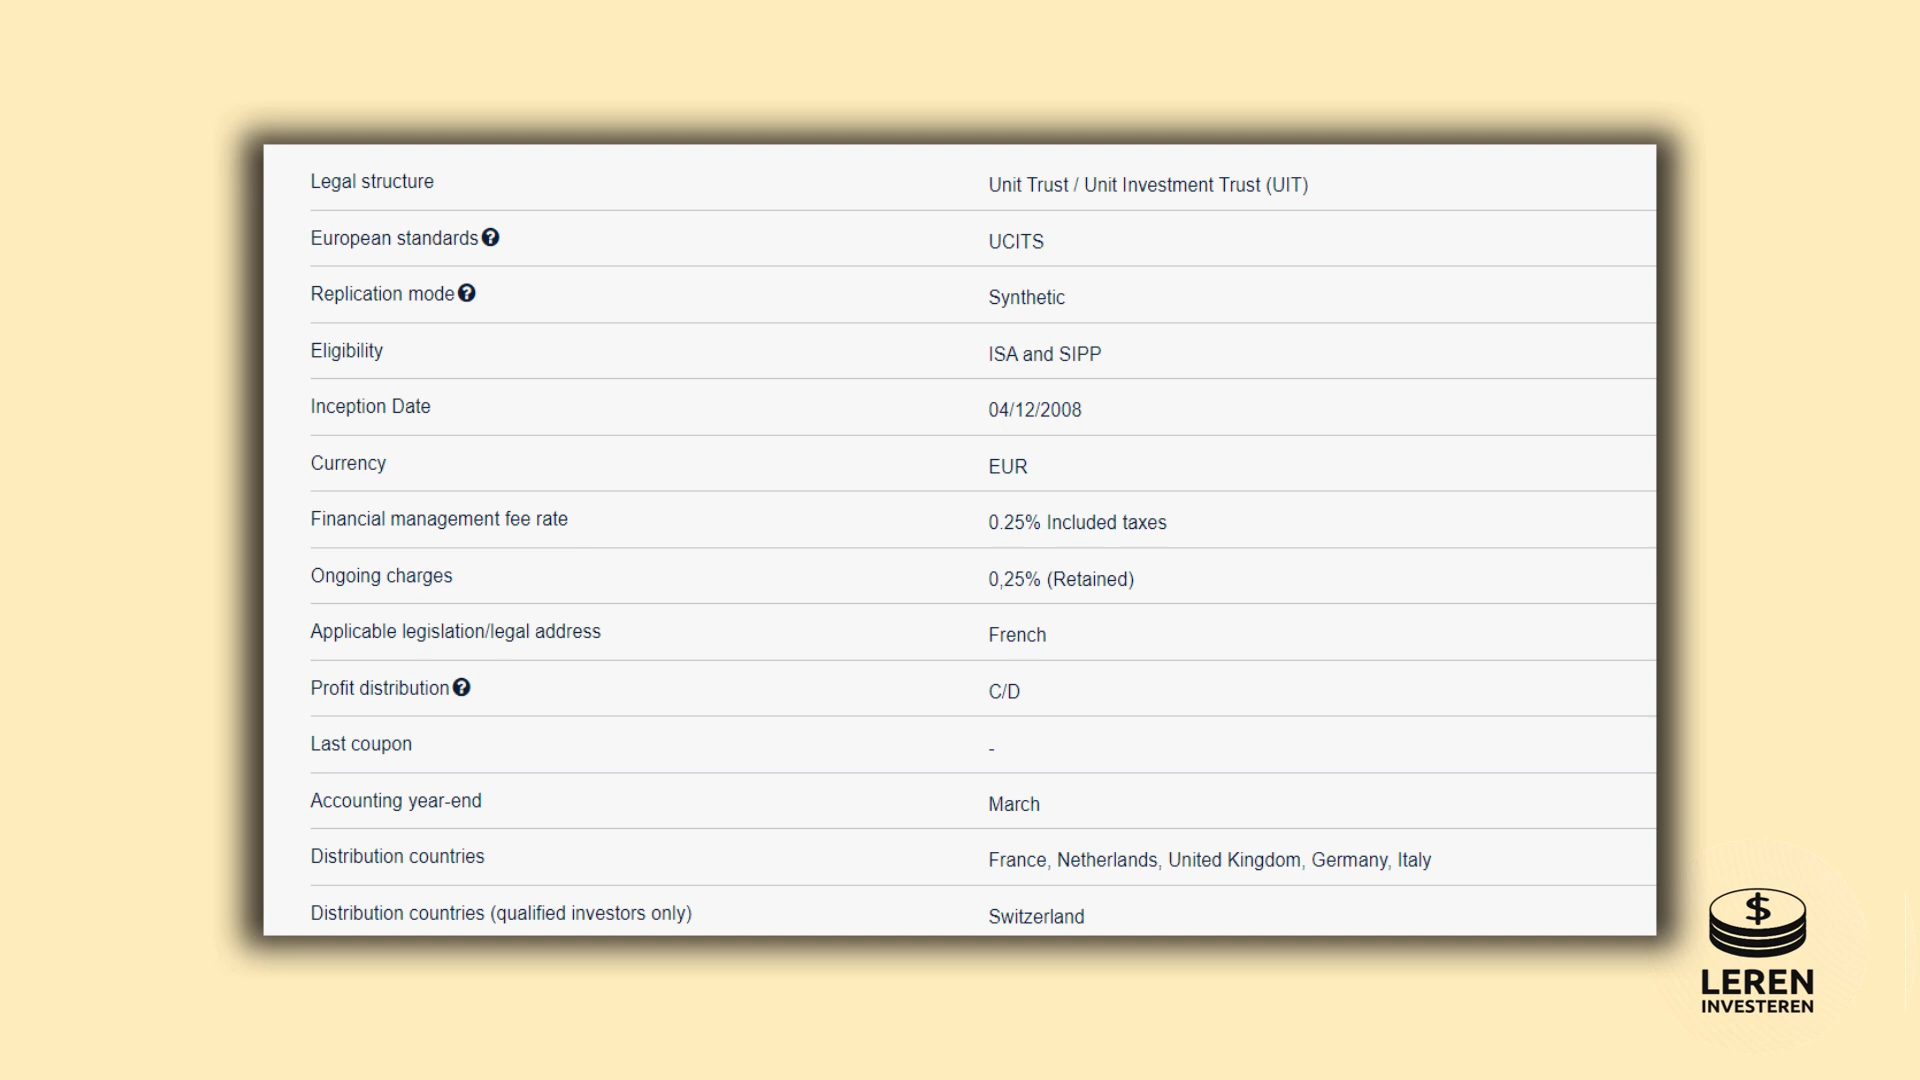 Legal structure Unit Trust / Unit Investment Trust (UIT)
European standards UCITS
Replication mode Synthetic
Eligibility ISA and SIPP
Inception Date 04/12/2008
Currency EUR
Financial management fee rate 0.25% Included taxes
Ongoing charges 0,25% (Retained)
Applicable legislation/legal address French
Profit distribution C/D
Last coupon -
Accounting year-end March
Distribution countries France, Netherlands, United Kingdom, Germany, Italy
Distribution countries (qualified investors only) Switzerland
$
LEREN
INVESTEREN